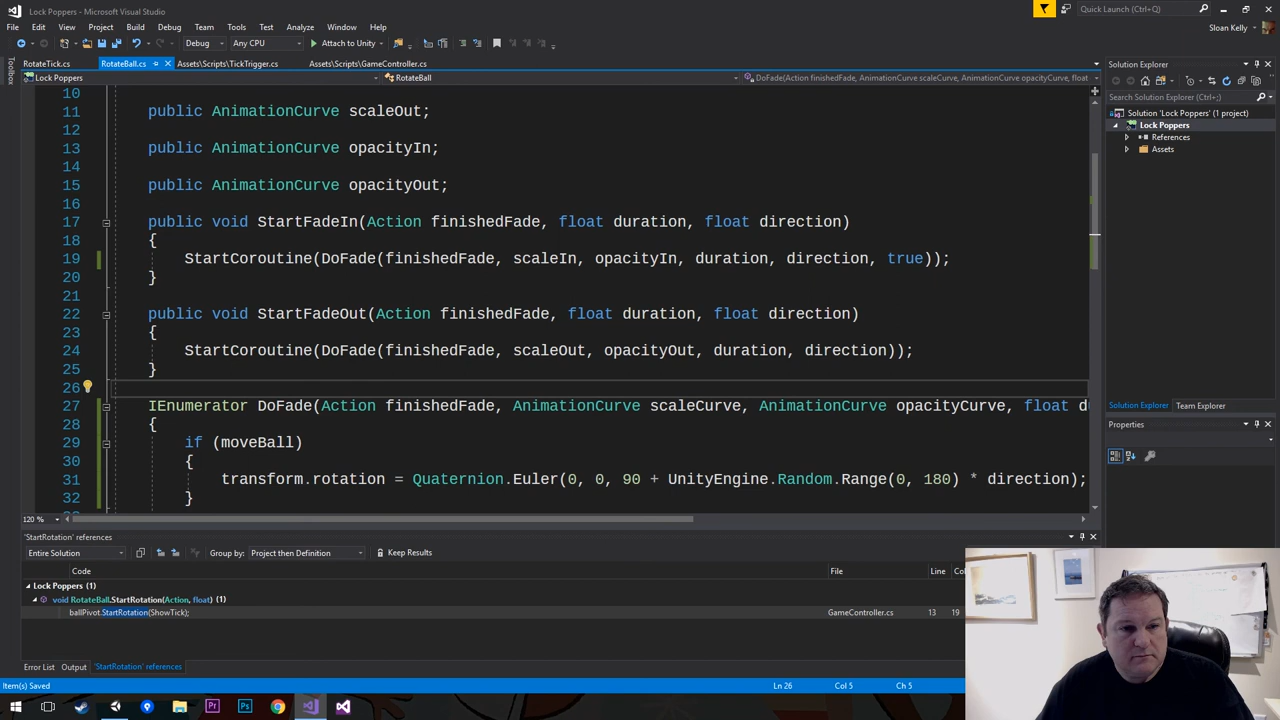 Lock Poppers - Microsoft Visual Studio
Quick Launch (Ctrl+Q)
File Edit View Project Build Debug Team Tools Test Analyze Window Help
Sloan Kelly
Debug Any CPU Attach to Unity
RotateTick.cs RotateBall.cs Assets\Scripts\TickTrigger.cs Assets\Scripts\GameController.cs
Lock Poppers RotateBall DoFade(Action finishedFade, AnimationCurve scaleCurve, AnimationCurve opacityCurve, float
Toolbox
10
11 public AnimationCurve scaleOut;
12
13 public AnimationCurve opacityIn;
14
15 public AnimationCurve opacityOut;
16
17 public void StartFadeIn(Action finishedFade, float duration, float direction)
18 {
19 StartCoroutine(DoFade(finishedFade, scaleIn, opacityIn, duration, direction, true));
20 }
21
22 public void StartFadeOut(Action finishedFade, float duration, float direction)
23 {
24 StartCoroutine(DoFade(finishedFade, scaleOut, opacityOut, duration, direction));
25 }
26
27 IEnumerator DoFade(Action finishedFade, AnimationCurve scaleCurve, AnimationCurve opacityCurve, float du
28 {
29 if (moveBall)
30 {
31 transform.rotation = Quaternion.Euler(0, 0, 90 + UnityEngine.Random.Range(0, 180) * direction);
32 }
120 %
Solution Explorer
Search Solution Explorer (Ctrl+;)
Solution 'Lock Poppers' (1 project)
Lock Poppers
References
Assets
Solution Explorer Team Explorer
Properties
'StartRotation' references
Entire Solution Group by: Project then Definition Keep Results
Code File Line Co
Lock Poppers (1)
void RotateBall.StartRotation(Action, float) (1)
ballPivot.StartRotation(ShowTick); GameController.cs 13 19
Error List Output 'StartRotation' references
Item(s) Saved Ln 26 Col 5 Ch 5